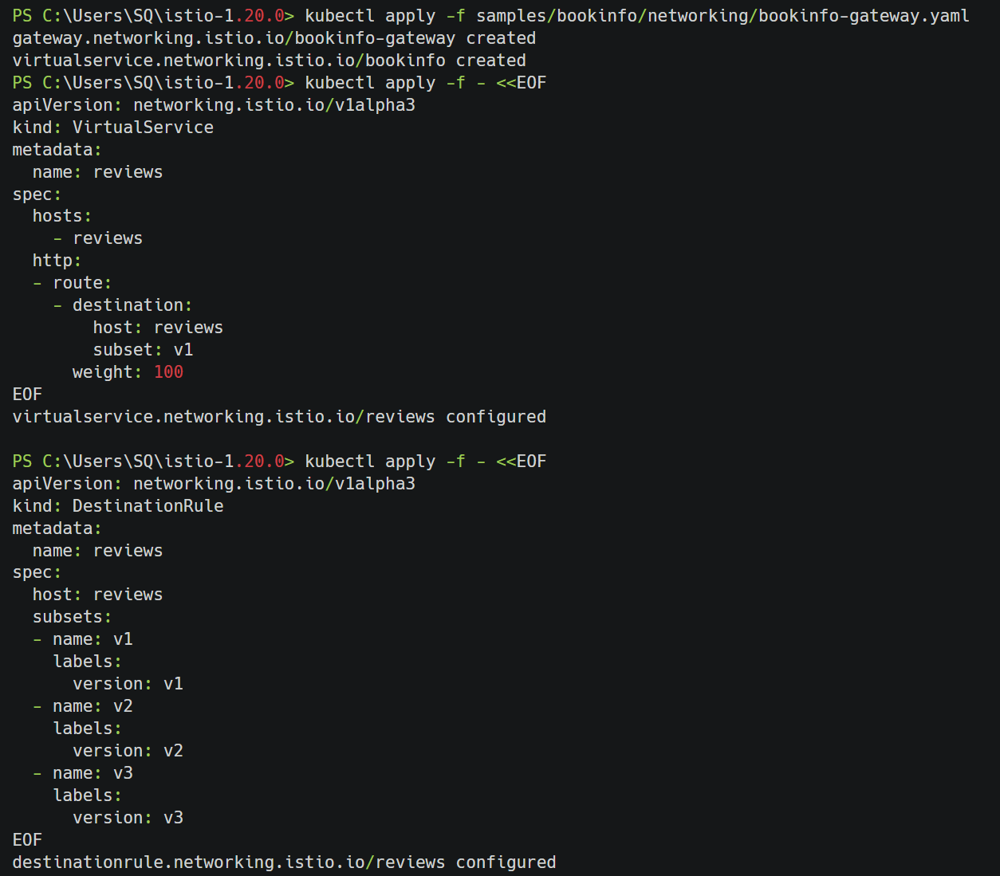 PS C:\Users\SQ\istio-1.20.0> kubectl apply -f samples/bookinfo/networking/bookinfo-gateway.yaml
gateway.networking.istio.io/bookinfo-gateway created
virtualservice.networking.istio.io/bookinfo created
PS C:\Users\SQ\istio-1.20.0> kubectl apply -f - <<EOF
apiVersion: networking.istio.io/v1alpha3
kind: VirtualService
metadata:
  name: reviews
spec:
  hosts:
    - reviews
  http:
  - route:
    - destination:
        host: reviews
        subset: v1
      weight: 100
EOF
virtualservice.networking.istio.io/reviews configured

PS C:\Users\SQ\istio-1.20.0> kubectl apply -f - <<EOF
apiVersion: networking.istio.io/v1alpha3
kind: DestinationRule
metadata:
  name: reviews
spec:
  host: reviews
  subsets:
  - name: v1
    labels:
      version: v1
  - name: v2
    labels:
      version: v2
  - name: v3
    labels:
      version: v3
EOF
destinationrule.networking.istio.io/reviews configured